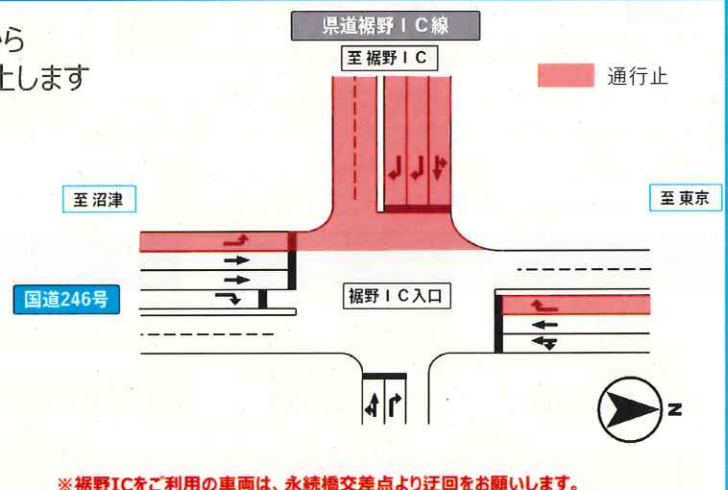 から
止します
県道裾野IC線
至裾野IC
通行止
至沼津
至東京
国道246号
裾野IC入口
N
※裾野ICをご利用の車両は、永続橋交差点より迂回をお願いします。